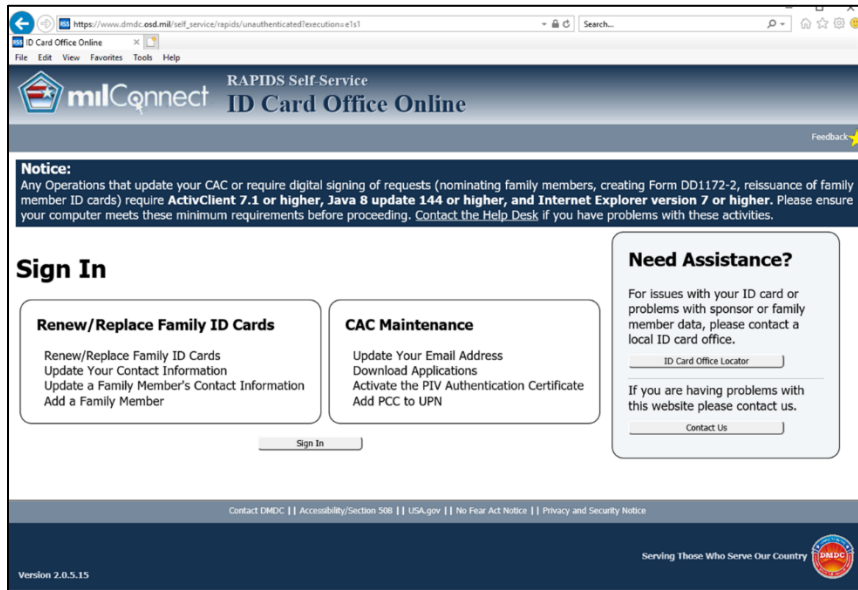 https://www.dmdc.osd.mil/self_service/rapids/unauthenticated?execution=e1s1
Search...
ID Card Office Online
File Edit View Favorites Tools Help
milConnect
RAPIDS Self-Service
ID Card Office Online
Feedback
Notice:
Any Operations that update your CAC or require digital signing of requests (nominating family members, creating Form DD1172-2, reissuance of family
member ID cards) require ActivClient 7.1 or higher, Java 8 update 144 or higher, and Internet Explorer version 7 or higher. Please ensure
your computer meets these minimum requirements before proceeding. Contact the Help Desk if you have problems with these activities.
Sign In
Renew/Replace Family ID Cards
Renew/Replace Family ID Cards
Update Your Contact Information
Update a Family Member's Contact Information
Add a Family Member
CAC Maintenance
Update Your Email Address
Download Applications
Activate the PIV Authentication Certificate
Add PCC to UPN
Sign In
Need Assistance?
For issues with your ID card or
problems with sponsor or family
member data, please contact a
local ID card office.
ID Card Office Locator
If you are having problems with
this website please contact us.
Contact Us
Contact DMDC || Accessibility/Section 508 || USA.gov || No Fear Act Notice || Privacy and Security Notice
Serving Those Who Serve Our Country
DMDC
Version 2.0.5.15